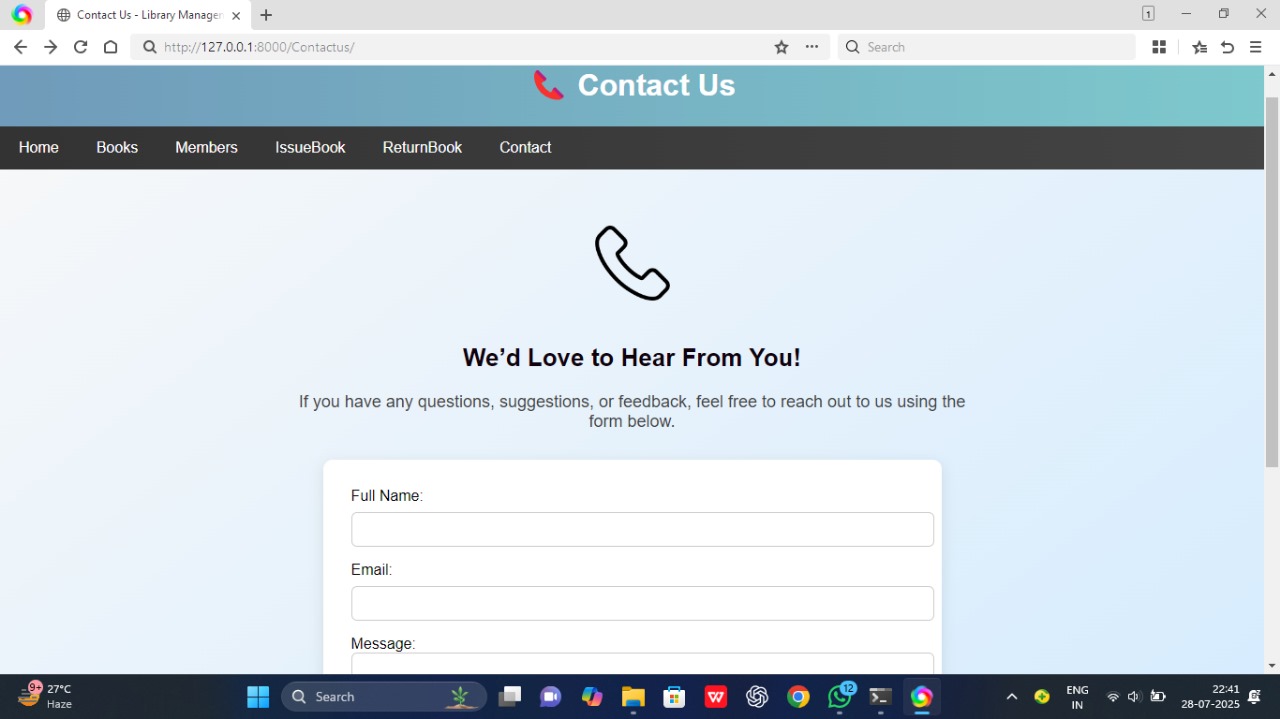 Contact Us - Library Manager
1
http://127.0.0.1:8000/Contactus/
Search
Contact Us
Home Books Members IssueBook ReturnBook Contact
We’d Love to Hear From You!
If you have any questions, suggestions, or feedback, feel free to reach out to us using the
form below.
Full Name:
Email:
Message:
9+
27°C
Haze
Search
W
12
ENG
IN
22:41
28-07-2025